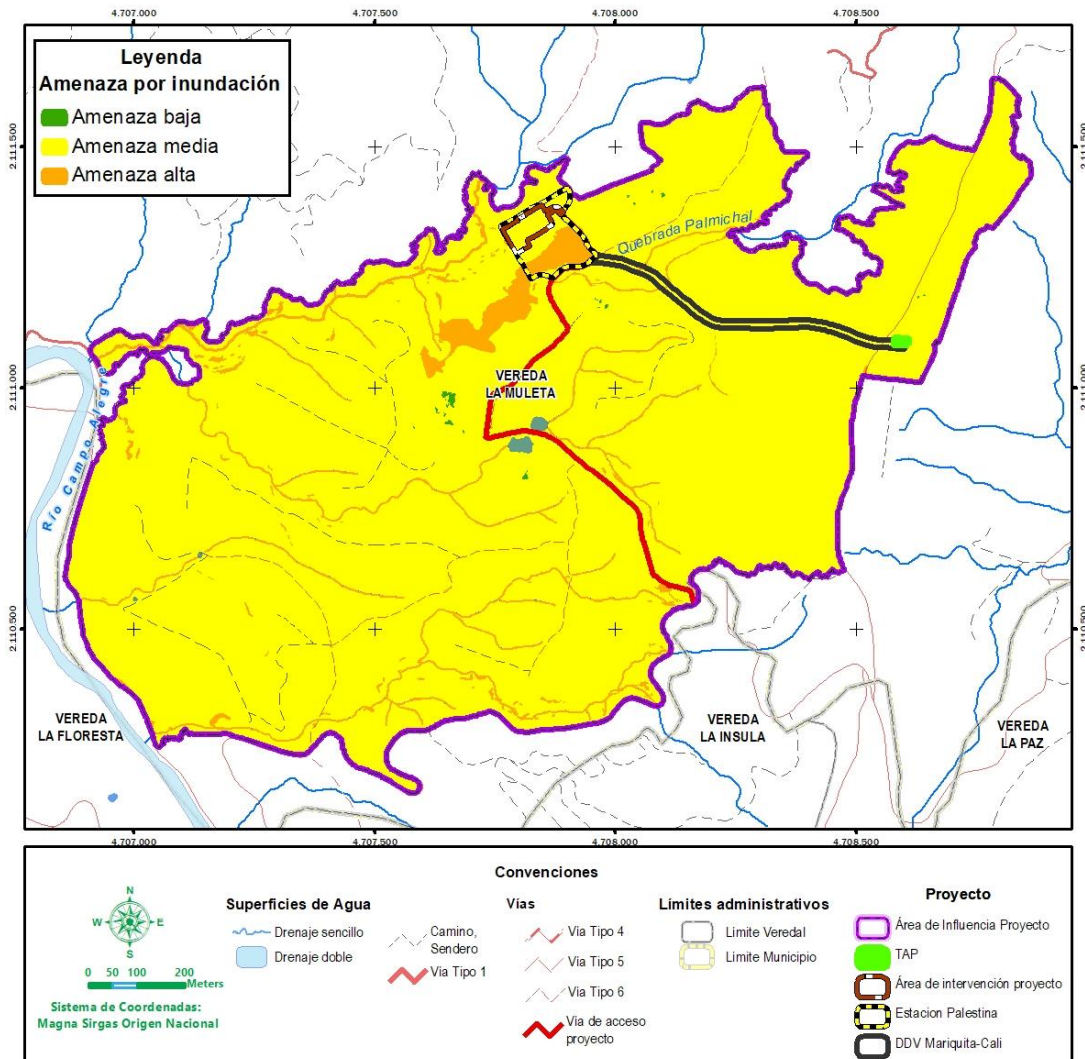 4.707.000 4.707.500 4.708.000 4.708.500
Leyenda
Amenaza por inundación
Amenaza baja
Amenaza media
Amenaza alta
2.111.500 2.111.500
Quebrada Palmichal
2.111.000 2.111.000
VEREDA
LA MULETA
Río Campo Alegre
2.110.500 2.110.500
VEREDA
LA FLORESTA
VEREDA
LA INSULA
VEREDA
LA PAZ
4.707.000 4.707.500 4.708.000 4.708.500
Convenciones
N
W E
S
0 50 100 200
Meters
Sistema de Coordenadas:
Magna Sirgas Origen Nacional
Superficies de Agua
Drenaje sencillo
Drenaje doble
Vías
Camino,
Sendero
Vía Tipo 1
Vía Tipo 4
Vía Tipo 5
Vía Tipo 6
Via de acceso
proyecto
Limites administrativos
Limite Veredal
Limite Municipio
Proyecto
Área de Influencia Proyecto
TAP
Área de intervención proyecto
Estacion Palestina
DDV Mariquita-Cali